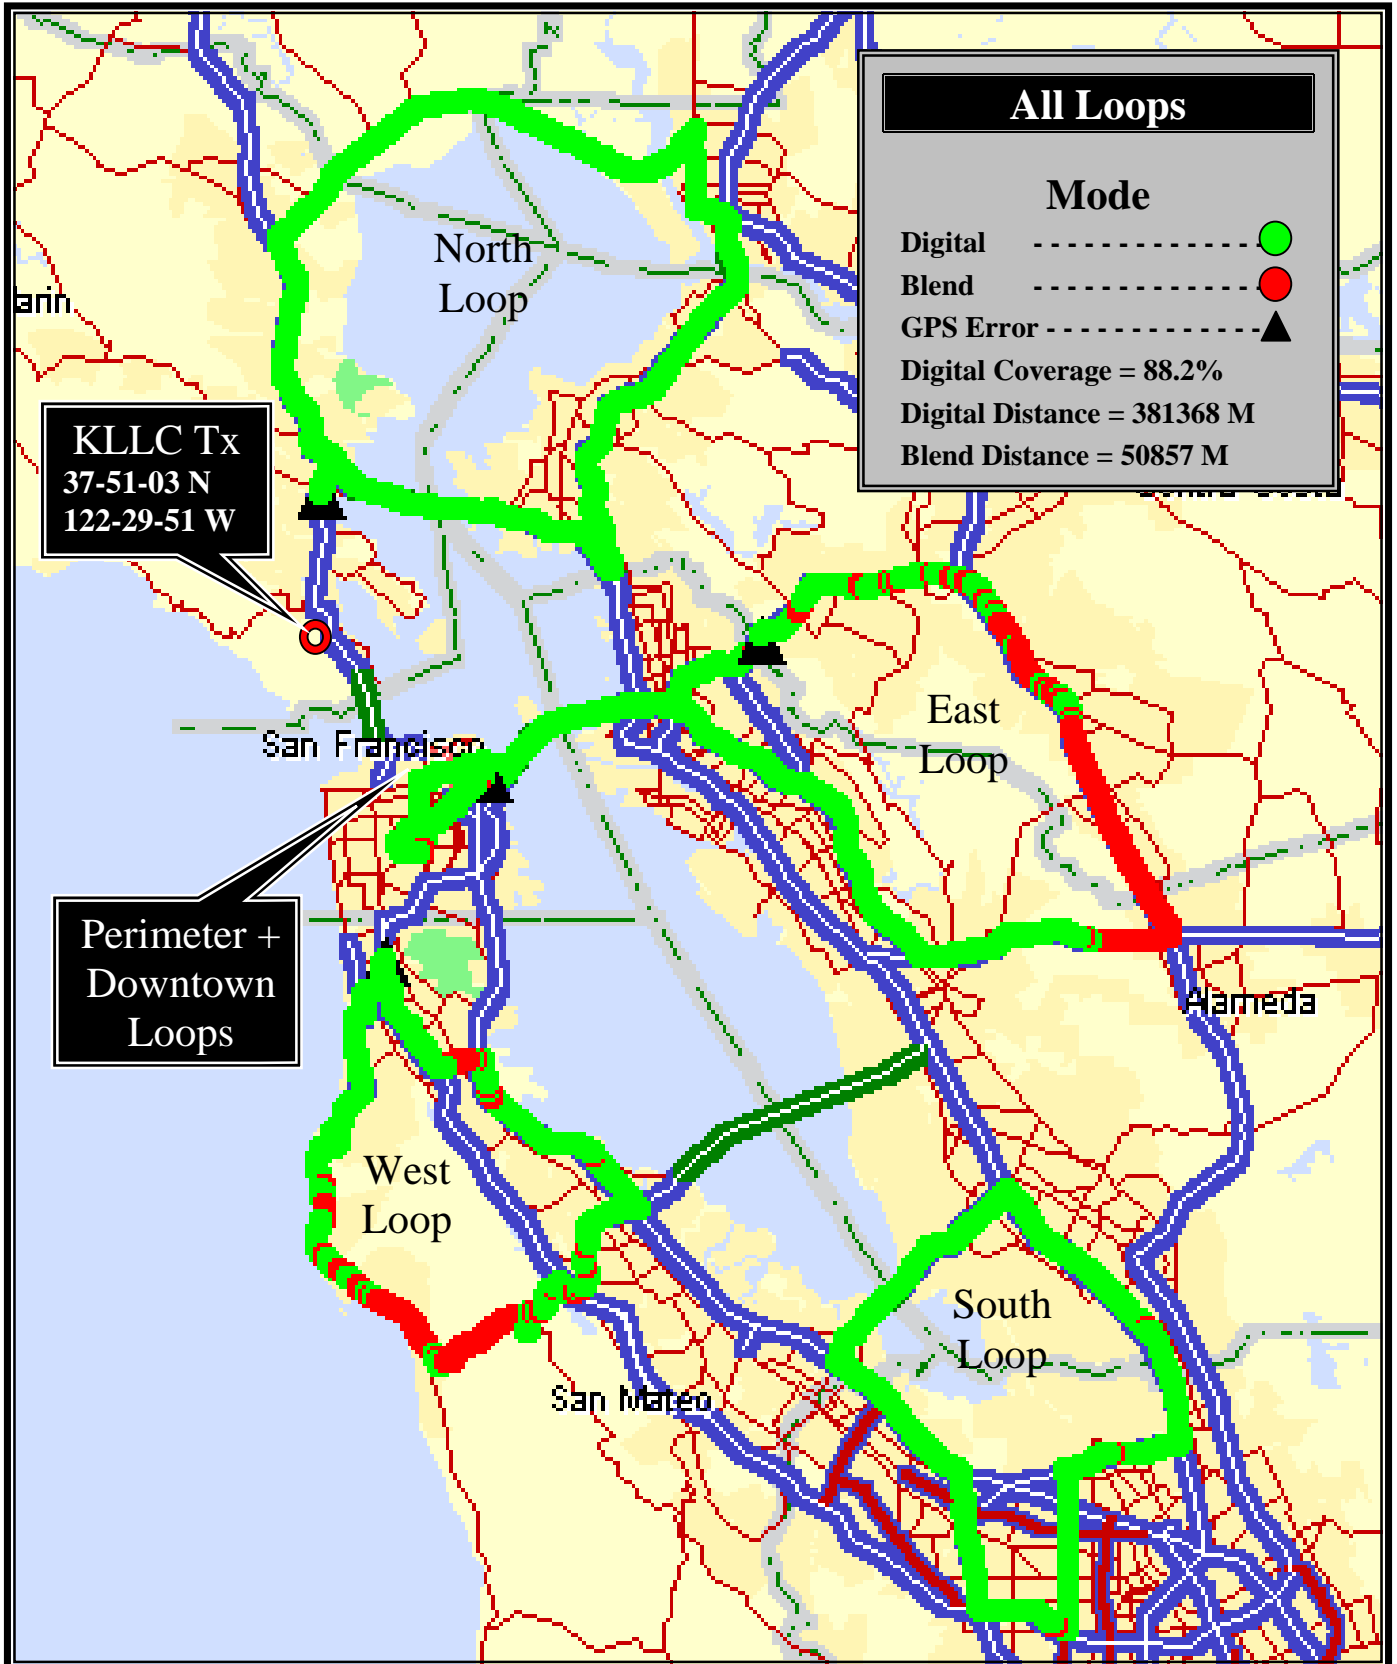 All Loops
Mode
Digital - - - - - - - - - - - - - -
Blend - - - - - - - - - - - - - -
GPS Error - - - - - - - - - - - - -
Digital Coverage = 88.2%
Digital Distance = 381368 M
Blend Distance = 50857 M
North
Loop
arin
KLLC Tx
37-51-03 N
122-29-51 W
San Francisco
East
Loop
Perimeter +
Downtown
Loops
Alameda
West
Loop
South
Loop
San Mateo